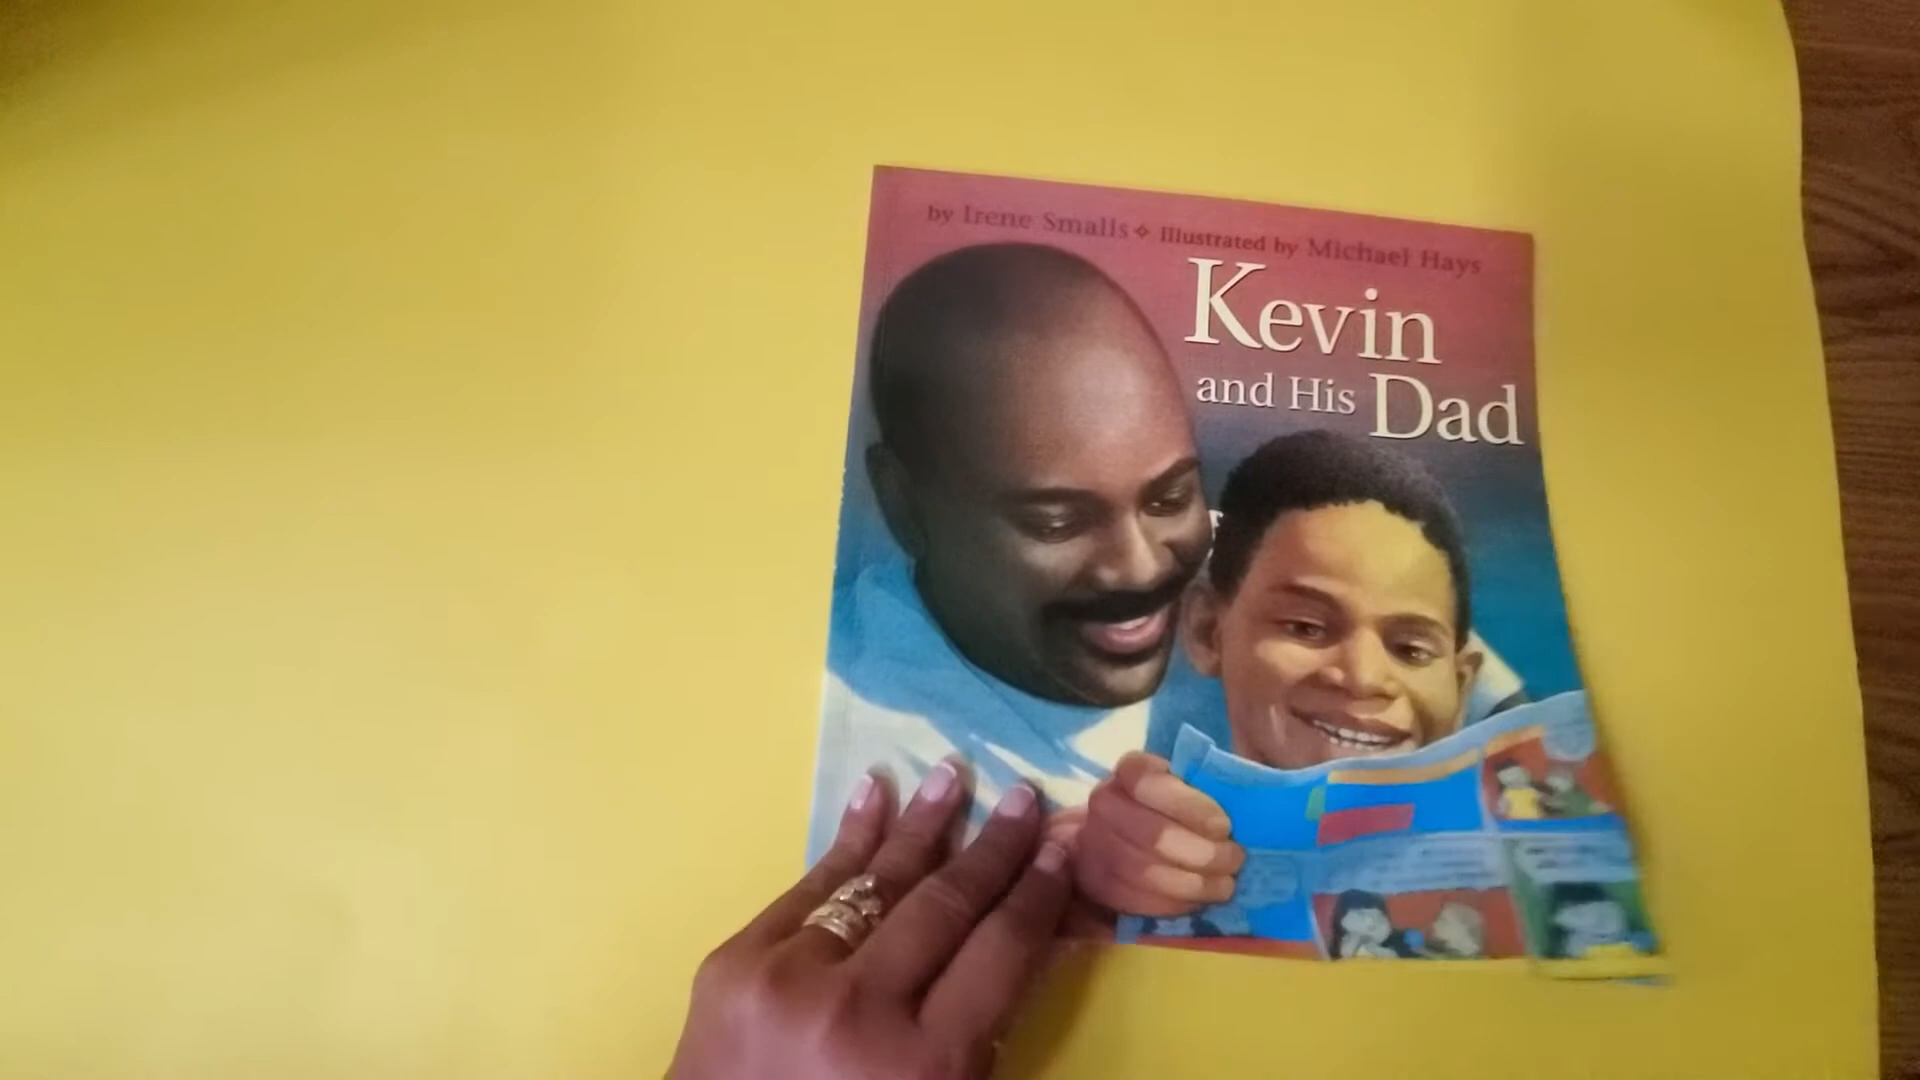 by Irene Smalls ❖ Illustrated by Michael Hays
Kevin
and His Dad